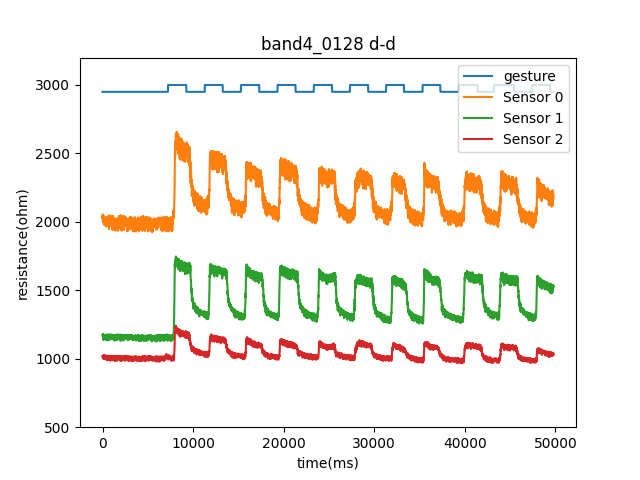 band4_0128 d-d
3000
2500
2000
1500
1000
500
resistance(ohm)
gesture
Sensor 0
Sensor 1
Sensor 2
0
10000
20000
30000
40000
50000
time(ms)